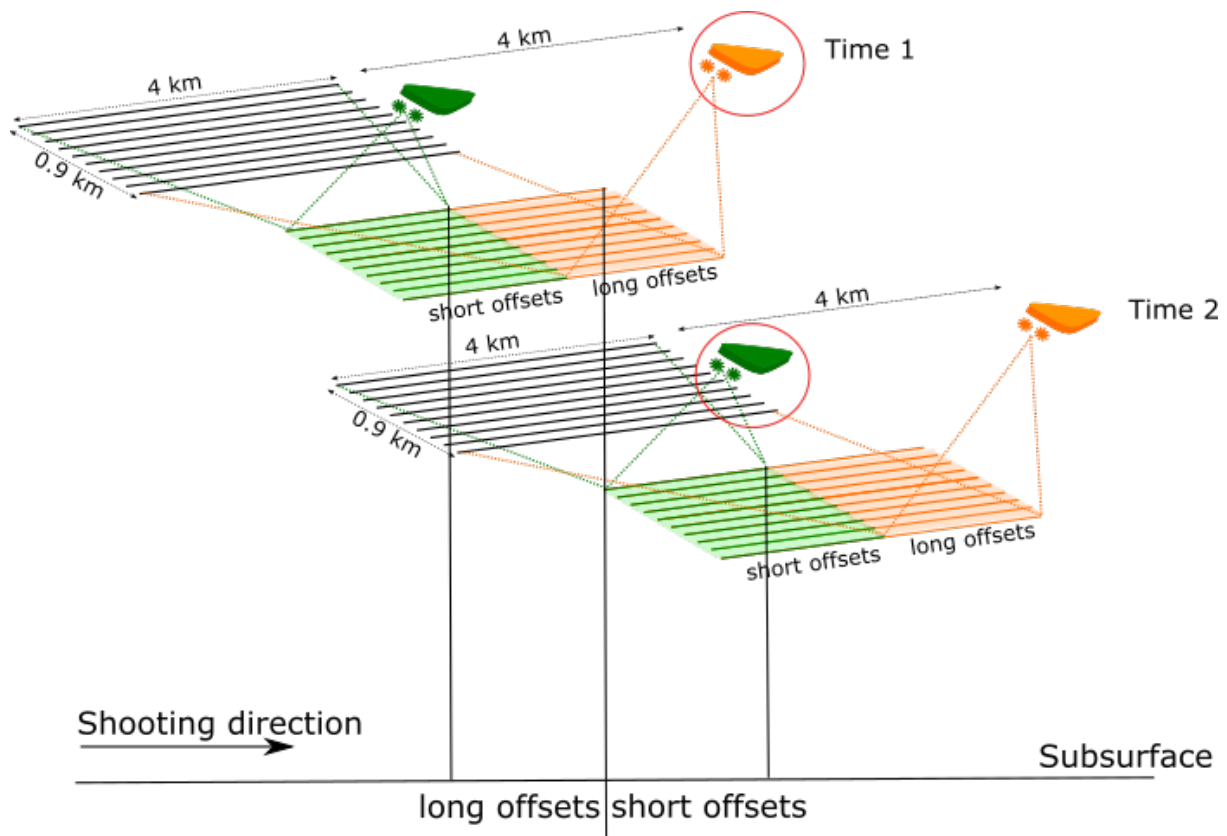 4 km
Time 1
4 km
0.9 km
short offsets
long offsets
4 km
Time 2
4 km
0.9 km
short offsets
long offsets
Shooting direction
Subsurface
long offsets short offsets